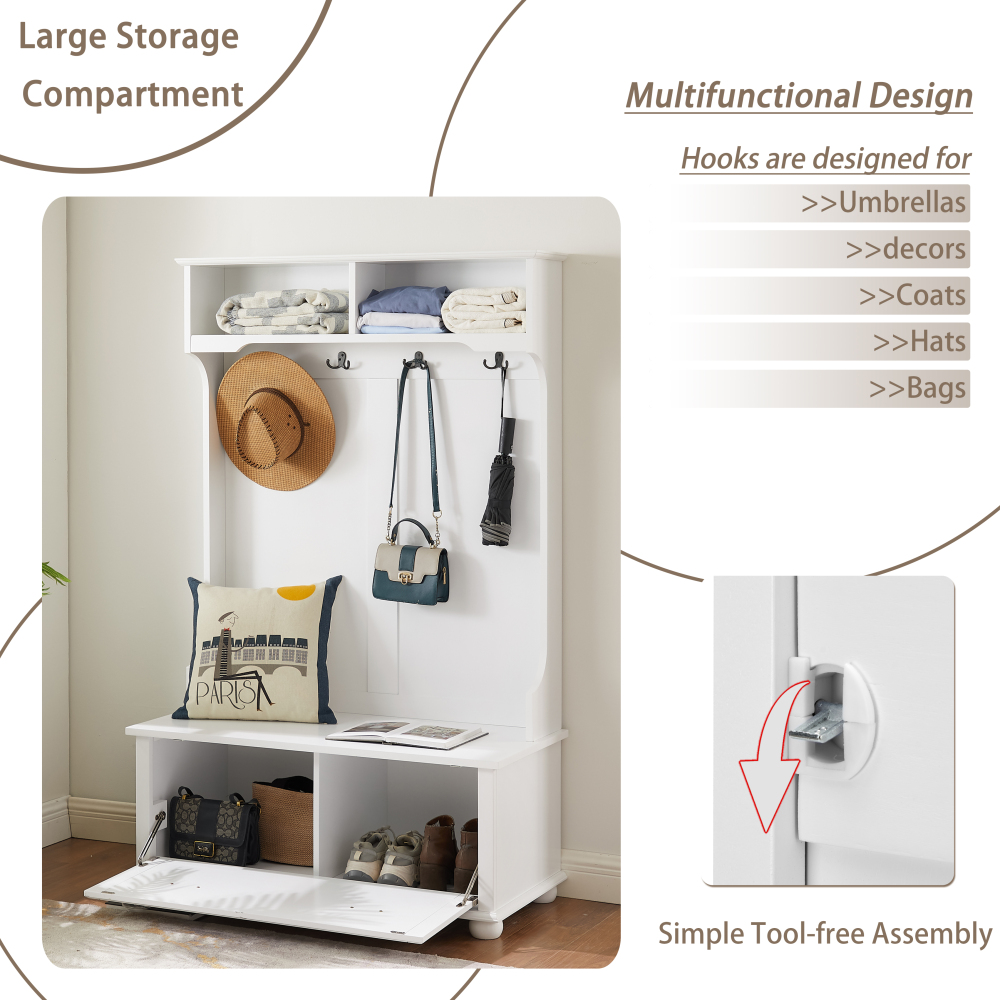 Large Storage
Compartment
Multifunctional Design
Hooks are designed for
>>Umbrellas
>>decors
>>Coats
>>Hats
>>Bags
PARIS
Simple Tool-free Assembly